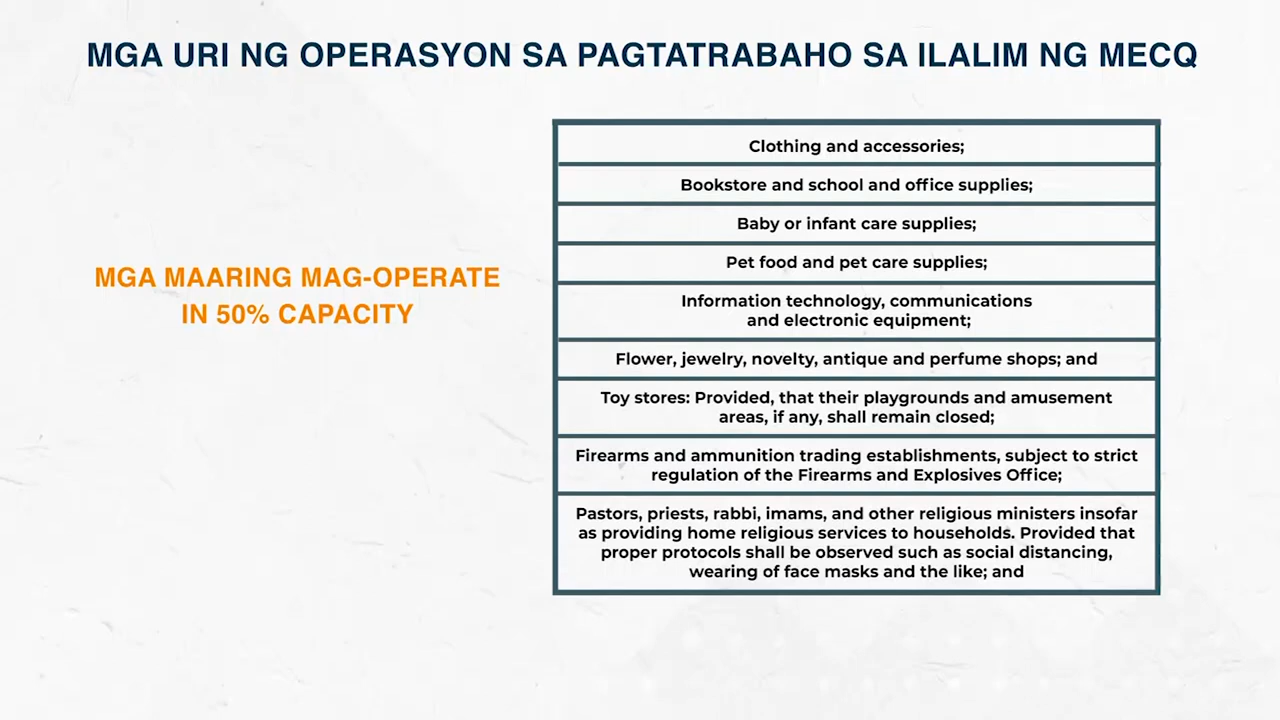 MGA URI NG OPERASYON SA PAGTATRABAHO SA ILALIM NG MECQ
MGA MAARING MAG-OPERATE
IN 50% CAPACITY
Clothing and accessories;
Bookstore and school and office supplies;
Baby or infant care supplies;
Pet food and pet care supplies;
Information technology, communications
and electronic equipment;
Flower, jewelry, novelty, antique and perfume shops; and
Toy stores: Provided, that their playgrounds and amusement
areas, if any, shall remain closed;
Firearms and ammunition trading establishments, subject to strict
regulation of the Firearms and Explosives Office;
Pastors, priests, rabbi, imams, and other religious ministers insofar
as providing home religious services to households. Provided that
proper protocols shall be observed such as social distancing,
wearing of face masks and the like; and